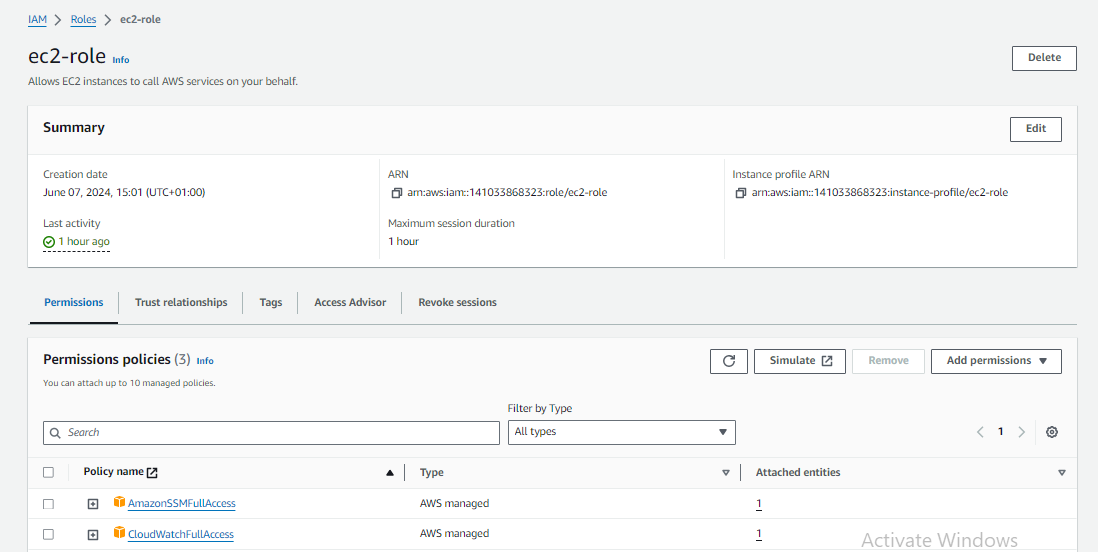 IAM > Roles > ec2-role
ec2-role Info
Delete
Allows EC2 instances to call AWS services on your behalf.
Summary
Edit
Creation date
June 07, 2024, 15:01 (UTC+01:00)
ARN
arn:aws:iam::141033868323:role/ec2-role
Instance profile ARN
arn:aws:iam::141033868323:instance-profile/ec2-role
Last activity
1 hour ago
Maximum session duration
1 hour
Permissions Trust relationships Tags Access Advisor Revoke sessions
Permissions policies (3) Info
Simulate Remove Add permissions
You can attach up to 10 managed policies.
Filter by Type
Search
All types
1
Policy name Type Attached entities
AmazonSSMFullAccess AWS managed 1
CloudWatchFullAccess AWS managed 1
Activate Windows